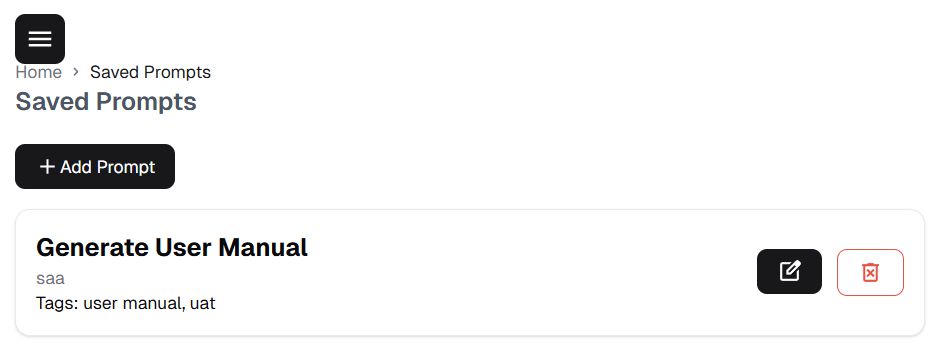 Home > Saved Prompts
Saved Prompts
+ Add Prompt
Generate User Manual
saa
Tags: user manual, uat